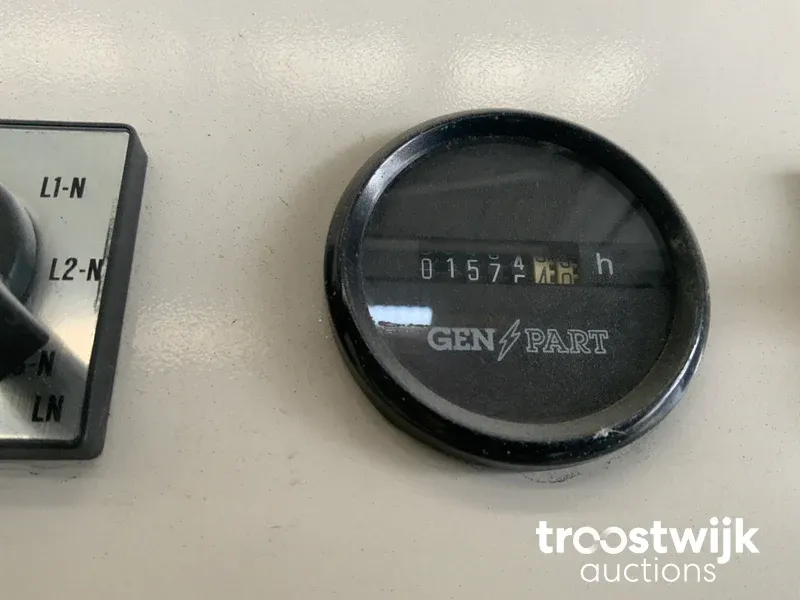 L1-N
L2-N
-N
LN
0157 h
GEN PART
troostwijk
auctions